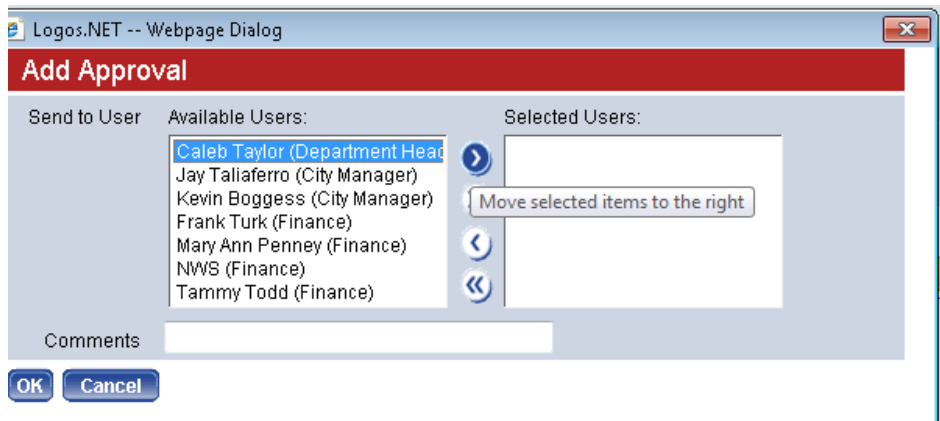 Logos.NET -- Webpage Dialog
Add Approval
Send to User
Available Users:
Selected Users:
Caleb Taylor (Department Head
Jay Taliaferro (City Manager)
Kevin Boggess (City Manager)
Move selected items to the right
Frank Turk (Finance)
Mary Ann Penney (Finance)
NWS (Finance)
Tammy Todd (Finance)
Comments
OK
Cancel